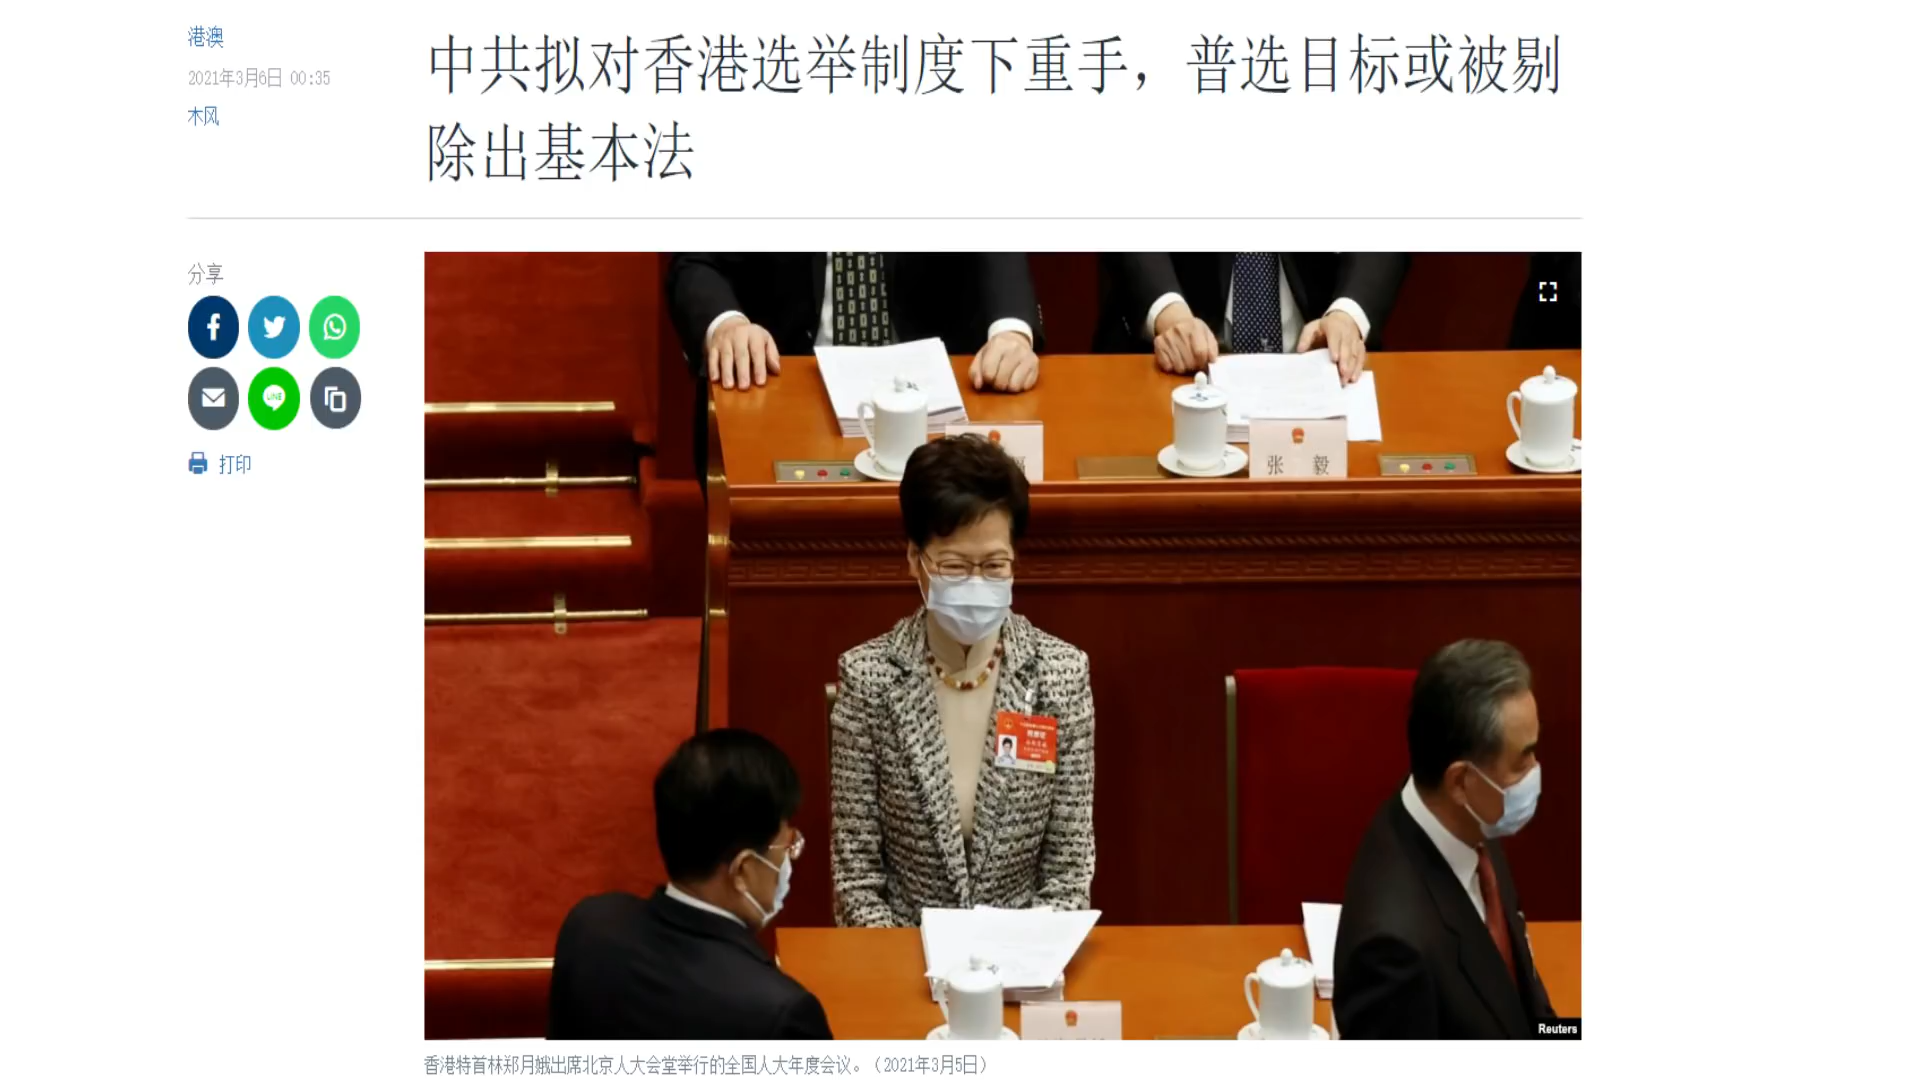 港澳
2021年3月6日 00:35
木风
中共拟对香港选举制度下重手，普选目标或被剔
除出基本法
分享
LINE
打印
张 毅
Reuters
香港特首林郑月娥出席北京人大会堂举行的全国人大年度会议。（2021年3月5日）